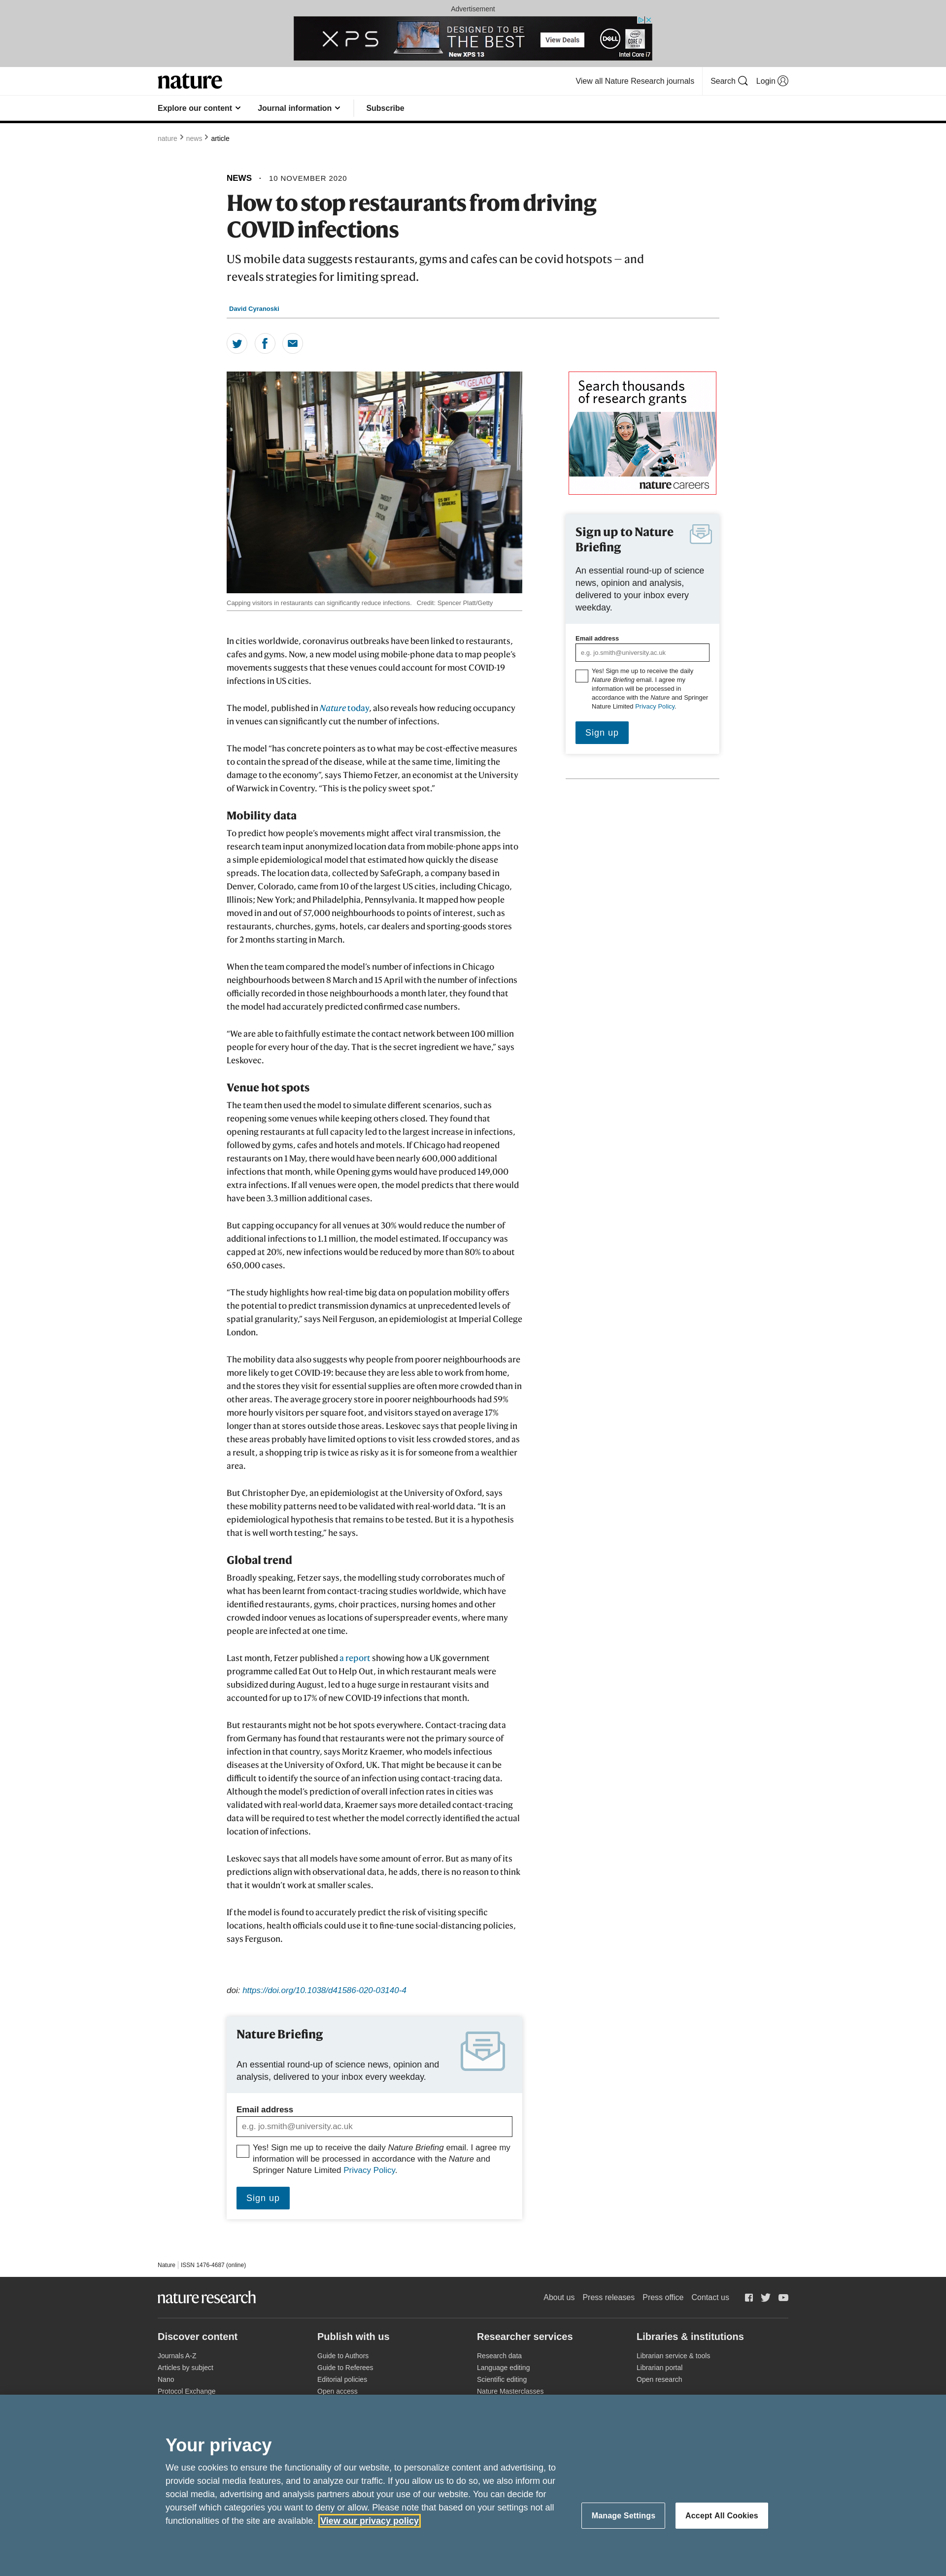 Advertisement
XPS
DESIGNED TO BE
THE BEST
New XPS 13
View Deals
DELL
intel
CORE i7
Intel Core i7
nature
View all Nature Research journals
Search
Login
Explore our content
Journal information
Subscribe
nature > news > article
NEWS · 10 NOVEMBER 2020
How to stop restaurants from driving
COVID infections
US mobile data suggests restaurants, gyms and cafes can be covid hotspots — and
reveals strategies for limiting spread.
David Cyranoski
NO GELATO
Capping visitors in restaurants can significantly reduce infections. Credit: Spencer Platt/Getty
In cities worldwide, coronavirus outbreaks have been linked to restaurants,
cafes and gyms. Now, a new model using mobile-phone data to map people's
movements suggests that these venues could account for most COVID-19
infections in US cities.
The model, published in Nature today, also reveals how reducing occupancy
in venues can significantly cut the number of infections.
The model “has concrete pointers as to what may be cost-effective measures
to contain the spread of the disease, while at the same time, limiting the
damage to the economy”, says Thiemo Fetzer, an economist at the University
of Warwick in Coventry. “This is the policy sweet spot.”
Mobility data
To predict how people's movements might affect viral transmission, the
research team input anonymized location data from mobile-phone apps into
a simple epidemiological model that estimated how quickly the disease
spreads. The location data, collected by SafeGraph, a company based in
Denver, Colorado, came from 10 of the largest US cities, including Chicago,
Illinois; New York; and Philadelphia, Pennsylvania. It mapped how people
moved in and out of 57,000 neighbourhoods to points of interest, such as
restaurants, churches, gyms, hotels, car dealers and sporting-goods stores
for 2 months starting in March.
When the team compared the model's number of infections in Chicago
neighbourhoods between 8 March and 15 April with the number of infections
officially recorded in those neighbourhoods a month later, they found that
the model had accurately predicted confirmed case numbers.
“We are able to faithfully estimate the contact network between 100 million
people for every hour of the day. That is the secret ingredient we have,” says
Leskovec.
Venue hot spots
The team then used the model to simulate different scenarios, such as
reopening some venues while keeping others closed. They found that
opening restaurants at full capacity led to the largest increase in infections,
followed by gyms, cafes and hotels and motels. If Chicago had reopened
restaurants on 1 May, there would have been nearly 600,000 additional
infections that month, while Opening gyms would have produced 149,000
extra infections. If all venues were open, the model predicts that there would
have been 3.3 million additional cases.
But capping occupancy for all venues at 30% would reduce the number of
additional infections to 1.1 million, the model estimated. If occupancy was
capped at 20%, new infections would be reduced by more than 80% to about
650,000 cases.
“The study highlights how real-time big data on population mobility offers
the potential to predict transmission dynamics at unprecedented levels of
spatial granularity,” says Neil Ferguson, an epidemiologist at Imperial College
London.
The mobility data also suggests why people from poorer neighbourhoods are
more likely to get COVID-19: because they are less able to work from home,
and the stores they visit for essential supplies are often more crowded than in
other areas. The average grocery store in poorer neighbourhoods had 59%
more hourly visitors per square foot, and visitors stayed on average 17%
longer than at stores outside those areas. Leskovec says that people living in
these areas probably have limited options to visit less crowded stores, and as
a result, a shopping trip is twice as risky as it is for someone from a wealthier
area.
But Christopher Dye, an epidemiologist at the University of Oxford, says
these mobility patterns need to be validated with real-world data. “It is an
epidemiological hypothesis that remains to be tested. But it is a hypothesis
that is well worth testing,” he says.
Global trend
Broadly speaking, Fetzer says, the modelling study corroborates much of
what has been learnt from contact-tracing studies worldwide, which have
identified restaurants, gyms, choir practices, nursing homes and other
crowded indoor venues as locations of superspreader events, where many
people are infected at one time.
Last month, Fetzer published a report showing how a UK government
programme called Eat Out to Help Out, in which restaurant meals were
subsidized during August, led to a huge surge in restaurant visits and
accounted for up to 17% of new COVID-19 infections that month.
But restaurants might not be hot spots everywhere. Contact-tracing data
from Germany has found that restaurants were not the primary source of
infection in that country, says Moritz Kraemer, who models infectious
diseases at the University of Oxford, UK. That might be because it can be
difficult to identify the source of an infection using contact-tracing data.
Although the model's prediction of overall infection rates in cities was
validated with real-world data, Kraemer says more detailed contact-tracing
data will be required to test whether the model correctly identified the actual
location of infections.
Leskovec says that all models have some amount of error. But as many of its
predictions align with observational data, he adds, there is no reason to think
that it wouldn't work at smaller scales.
If the model is found to accurately predict the risk of visiting specific
locations, health officials could use it to fine-tune social-distancing policies,
says Ferguson.
doi: https://doi.org/10.1038/d41586-020-03140-4
Search thousands
of research grants
nature careers
Sign up to Nature
Briefing
An essential round-up of science
news, opinion and analysis,
delivered to your inbox every
weekday.
Email address
e.g. jo.smith@university.ac.uk
Yes! Sign me up to receive the daily
Nature Briefing email. I agree my
information will be processed in
accordance with the Nature and Springer
Nature Limited Privacy Policy.
Sign up
Nature Briefing
An essential round-up of science news, opinion and
analysis, delivered to your inbox every weekday.
Email address
e.g. jo.smith@university.ac.uk
Yes! Sign me up to receive the daily Nature Briefing email. I agree my
information will be processed in accordance with the Nature and
Springer Nature Limited Privacy Policy.
Sign up
Nature ISSN 1476-4687 (online)
nature research
About us Press releases Press office Contact us
Discover content
Journals A-Z
Articles by subject
Nano
Protocol Exchange
Publish with us
Guide to Authors
Guide to Referees
Editorial policies
Open access
Researcher services
Research data
Language editing
Scientific editing
Nature Masterclasses
Libraries & institutions
Librarian service & tools
Librarian portal
Open research
Your privacy
We use cookies to ensure the functionality of our website, to personalize content and advertising, to
provide social media features, and to analyze our traffic. If you allow us to do so, we also inform our
social media, advertising and analysis partners about your use of our website. You can decide for
yourself which categories you want to deny or allow. Please note that based on your settings not all
functionalities of the site are available. View our privacy policy
Manage Settings
Accept All Cookies